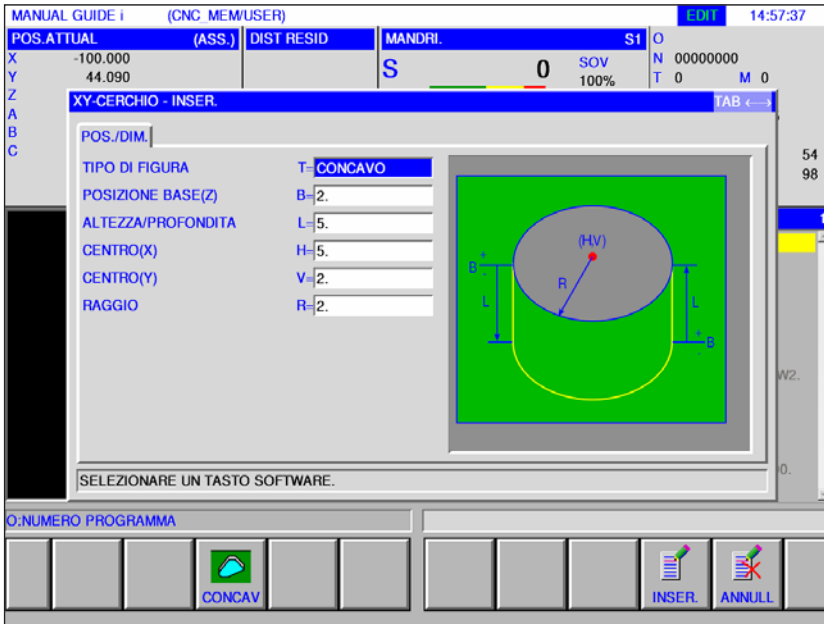 MANUAL GUIDE i (CNC_MEM/USER) EDIT 14:57:37
POS.ATTUAL (ASS.) DIST RESID MANDRI. S1 O
X -100.000 N 00000000
Y 44.090 S 0 SOV 100% T 0 M 0
Z
A
B
C
54
98
XY-CERCHIO - INSER. TAB ←→
POS./DIM.
TIPO DI FIGURA T=CONCAVO
POSIZIONE BASE(Z) B=2.
ALTEZZA/PROFONDITA L=5.
CENTRO(X) H=5.
CENTRO(Y) V=2.
RAGGIO R=2.
(H,V)
B + -
R
L
L
+ B -
W2.
0.
SELEZIONARE UN TASTO SOFTWARE.
O:NUMERO PROGRAMMA
CONCAV INSER. ANNULL